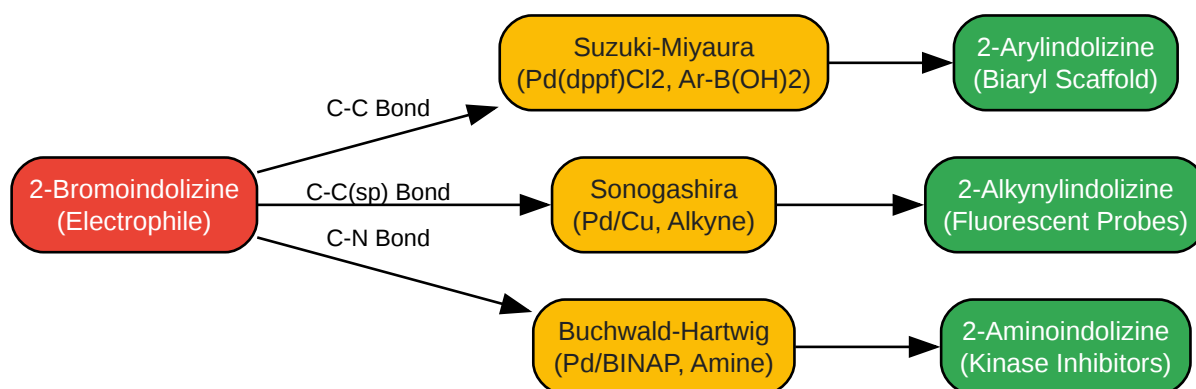 2-Bromoindolizine
(Electrophile)
C-C Bond
Suzuki-Miyaura
(Pd(dppf)Cl2, Ar-B(OH)2)
2-Arylindolizine
(Biaryl Scaffold)
C-C(sp) Bond
Sonogashira
(Pd/Cu, Alkyne)
2-Alkynylindolizine
(Fluorescent Probes)
C-N Bond
Buchwald-Hartwig
(Pd/BINAP, Amine)
2-Aminoindolizine
(Kinase Inhibitors)